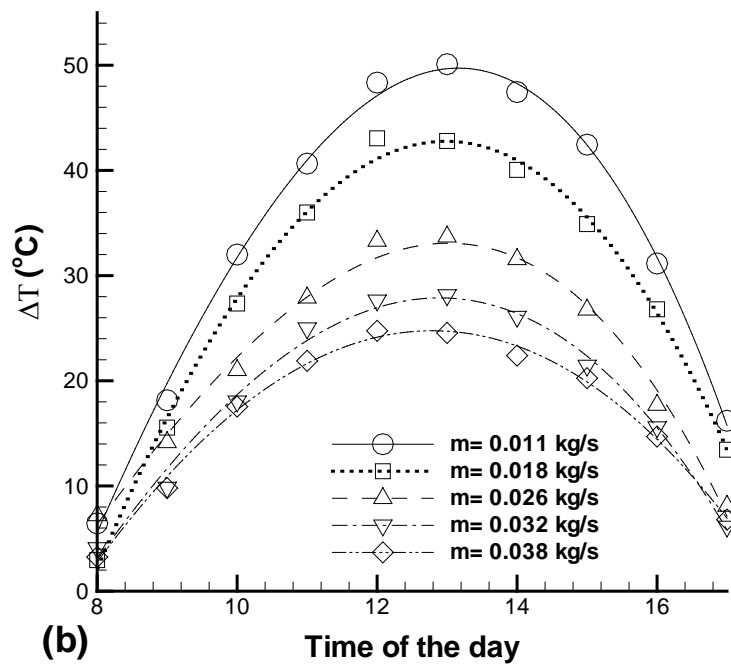 50
40
30
20
10
0
ΔT (°C)
m= 0.011 kg/s
m= 0.018 kg/s
m= 0.026 kg/s
m= 0.032 kg/s
m= 0.038 kg/s
8 10 12 14 16
(b) Time of the day